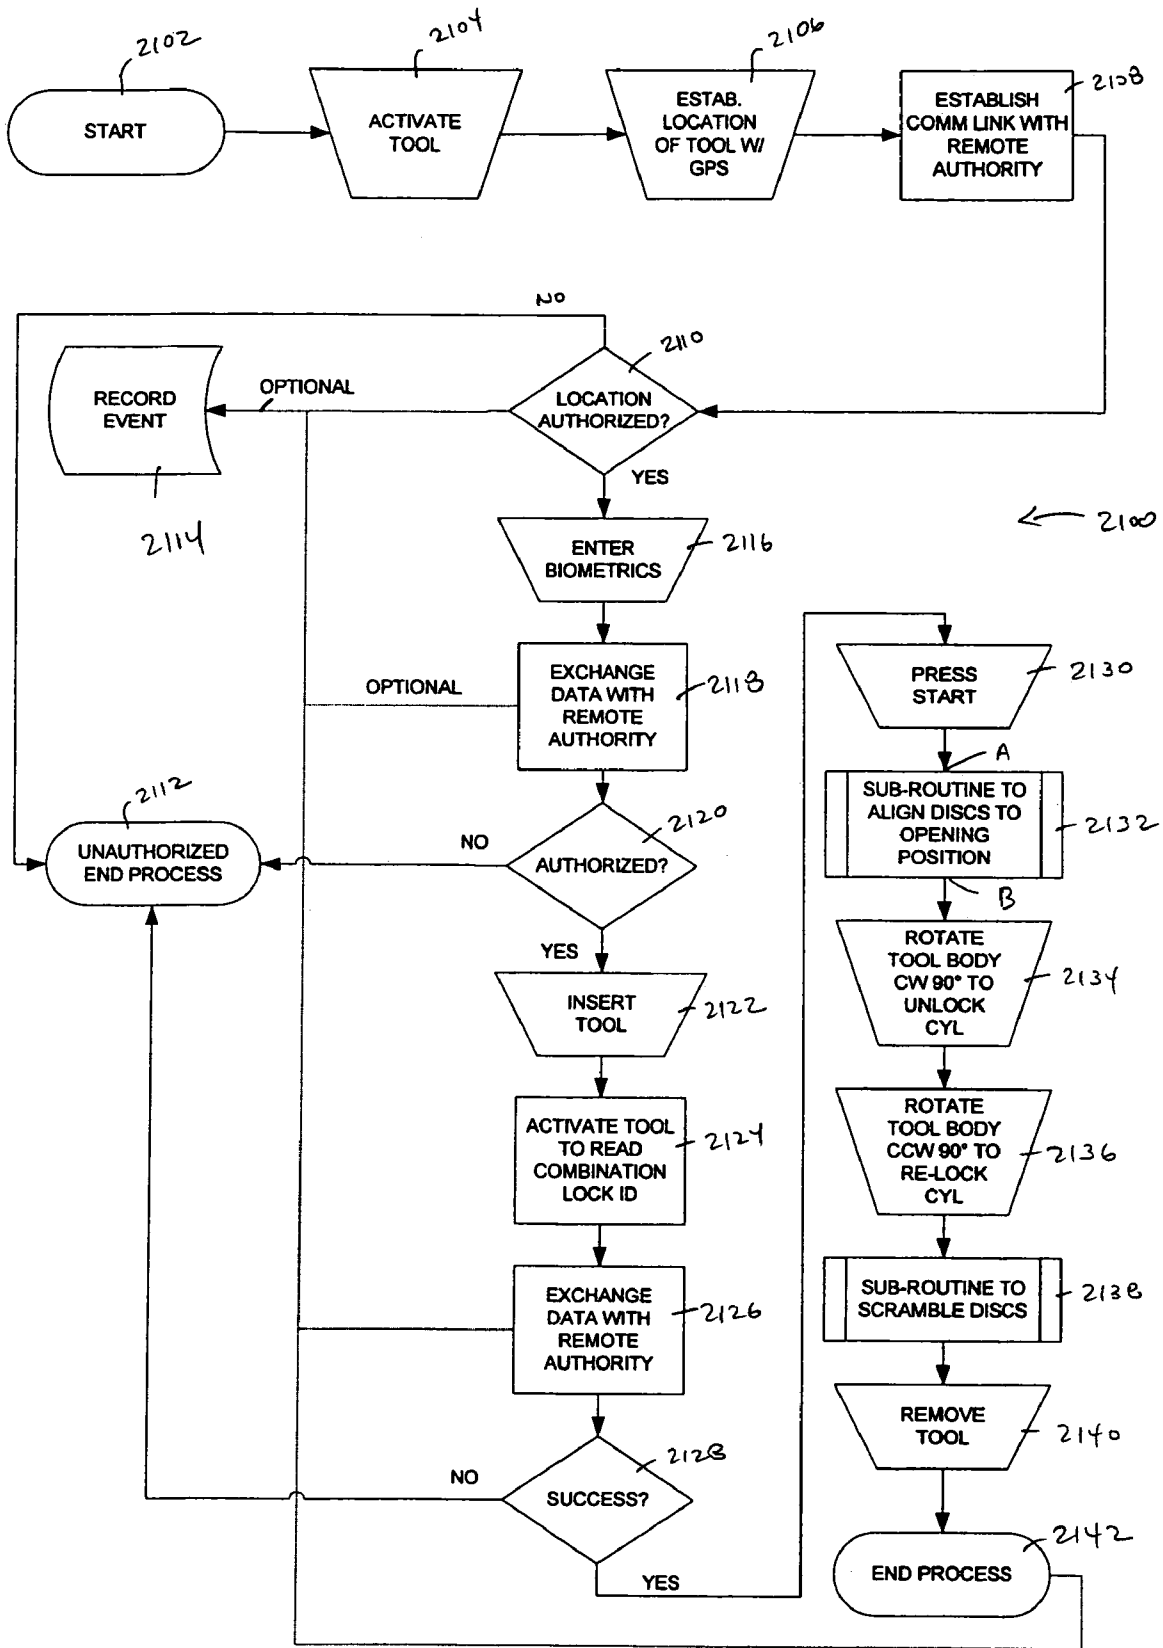 2102
START
2104
ACTIVATE
TOOL
2106
ESTAB.
LOCATION
OF TOOL W/
GPS
2108
ESTABLISH
COMM LINK WITH
REMOTE
AUTHORITY
NO
2110
LOCATION
AUTHORIZED?
OPTIONAL
RECORD
EVENT
2114
YES
2100
ENTER
BIOMETRICS
2116
OPTIONAL
EXCHANGE
DATA WITH
REMOTE
AUTHORITY
2118
2112
UNAUTHORIZED
END PROCESS
NO
2120
AUTHORIZED?
YES
INSERT
TOOL
2122
ACTIVATE TOOL
TO READ
COMBINATION
LOCK ID
2124
EXCHANGE
DATA WITH
REMOTE
AUTHORITY
2126
NO
2128
SUCCESS?
YES
PRESS
START
2130
A
SUB-ROUTINE TO
ALIGN DISCS TO
OPENING
POSITION
2132
B
ROTATE
TOOL BODY
CW 90° TO
UNLOCK
CYL
2134
ROTATE
TOOL BODY
CCW 90° TO
RE-LOCK
CYL
2136
SUB-ROUTINE TO
SCRAMBLE DISCS
2138
REMOVE
TOOL
2140
2142
END PROCESS